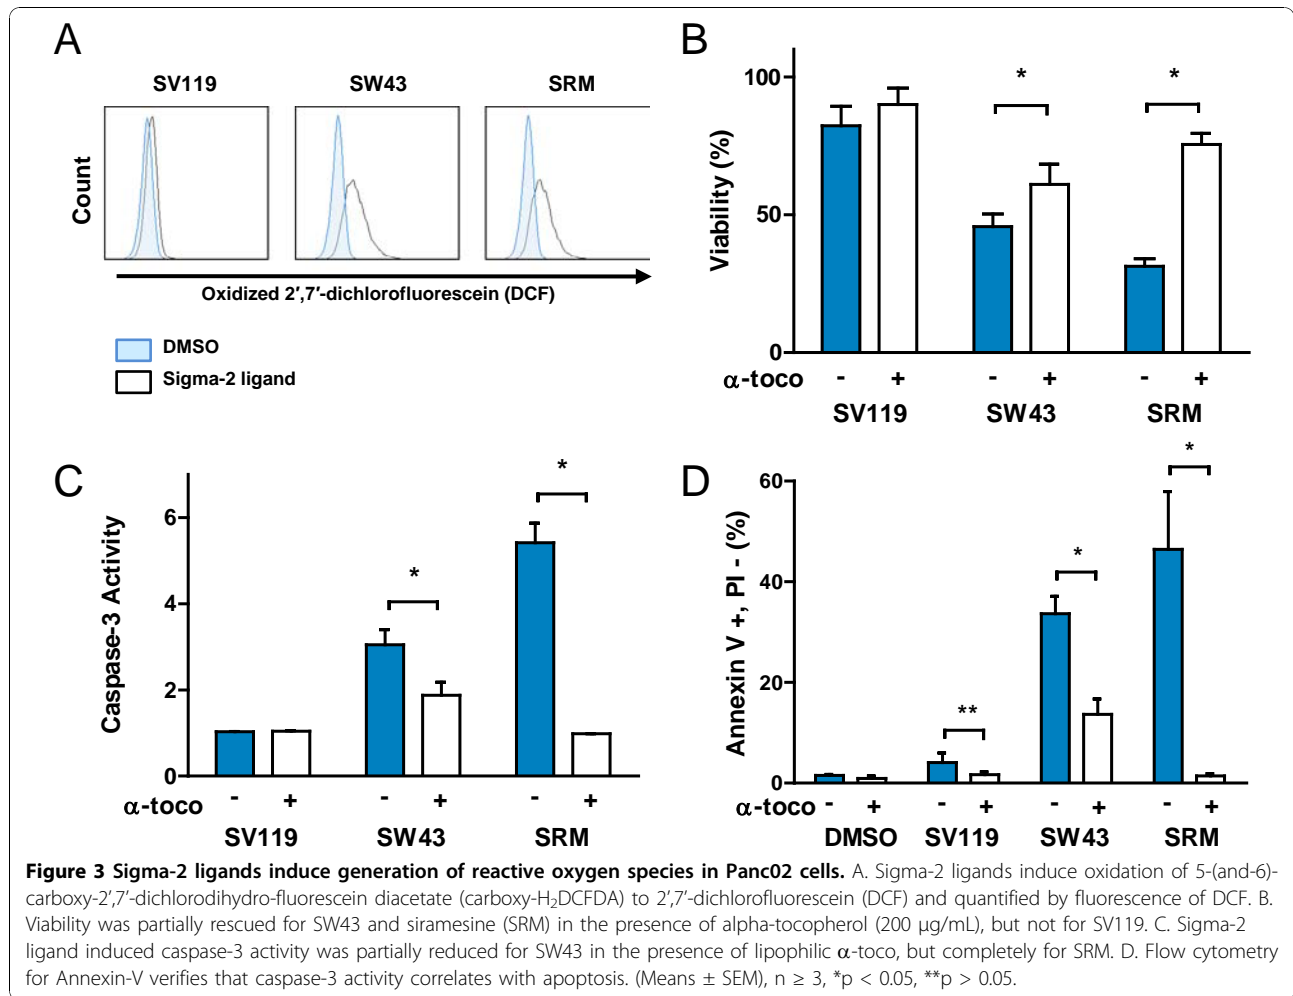 A
SV119
SW43
SRM
Count
Oxidized 2′,7′-dichlorofluorescein (DCF)
DMSO
Sigma-2 ligand
B
Viability (%)
100
50
0
*
*
α-toco - + - + - +
SV119 SW43 SRM
C
Caspase-3 Activity
6
4
2
0
*
*
α-toco - + - + - +
SV119 SW43 SRM
D
Annexin V +, PI - (%)
60
40
20
0
**
*
*
α-toco - + - + - + - +
DMSO SV119 SW43 SRM
Figure 3 Sigma-2 ligands induce generation of reactive oxygen species in Panc02 cells. A. Sigma-2 ligands induce oxidation of 5-(and-6)-
carboxy-2′,7′-dichlorodihydro-fluorescein diacetate (carboxy-H₂DCFDA) to 2′,7′-dichlorofluorescein (DCF) and quantified by fluorescence of DCF. B.
Viability was partially rescued for SW43 and siramesine (SRM) in the presence of alpha-tocopherol (200 μg/mL), but not for SV119. C. Sigma-2
ligand induced caspase-3 activity was partially reduced for SW43 in the presence of lipophilic α-toco, but completely for SRM. D. Flow cytometry
for Annexin-V verifies that caspase-3 activity correlates with apoptosis. (Means ± SEM), n ≥ 3, *p < 0.05, **p > 0.05.